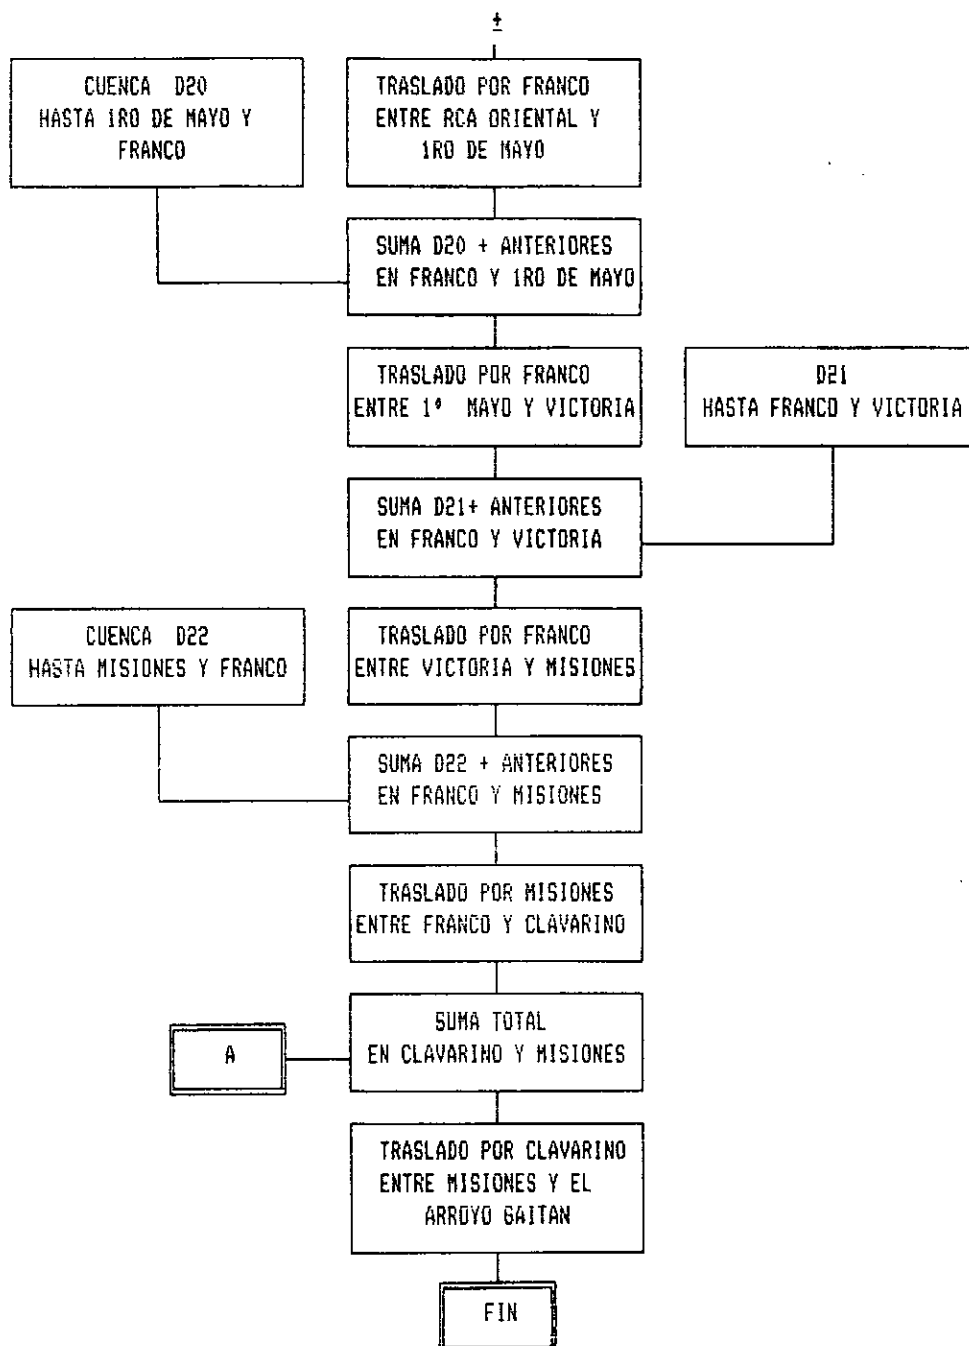 ±
CUENCA D20
HASTA 1RO DE MAYO Y
FRANCO
TRASLADO POR FRANCO
ENTRE RCA ORIENTAL Y
1RO DE MAYO
SUMA D20 + ANTERIORES
EN FRANCO Y 1RO DE MAYO
TRASLADO POR FRANCO
ENTRE 1° MAYO Y VICTORIA
D21
HASTA FRANCO Y VICTORIA
SUMA D21+ ANTERIORES
EN FRANCO Y VICTORIA
CUENCA D22
HASTA MISIONES Y FRANCO
TRASLADO POR FRANCO
ENTRE VICTORIA Y MISIONES
SUMA D22 + ANTERIORES
EN FRANCO Y MISIONES
TRASLADO POR MISIONES
ENTRE FRANCO Y CLAVARINO
A
SUMA TOTAL
EN CLAVARINO Y MISIONES
TRASLADO POR CLAVARINO
ENTRE MISIONES Y EL
ARROYO GAITAN
FIN